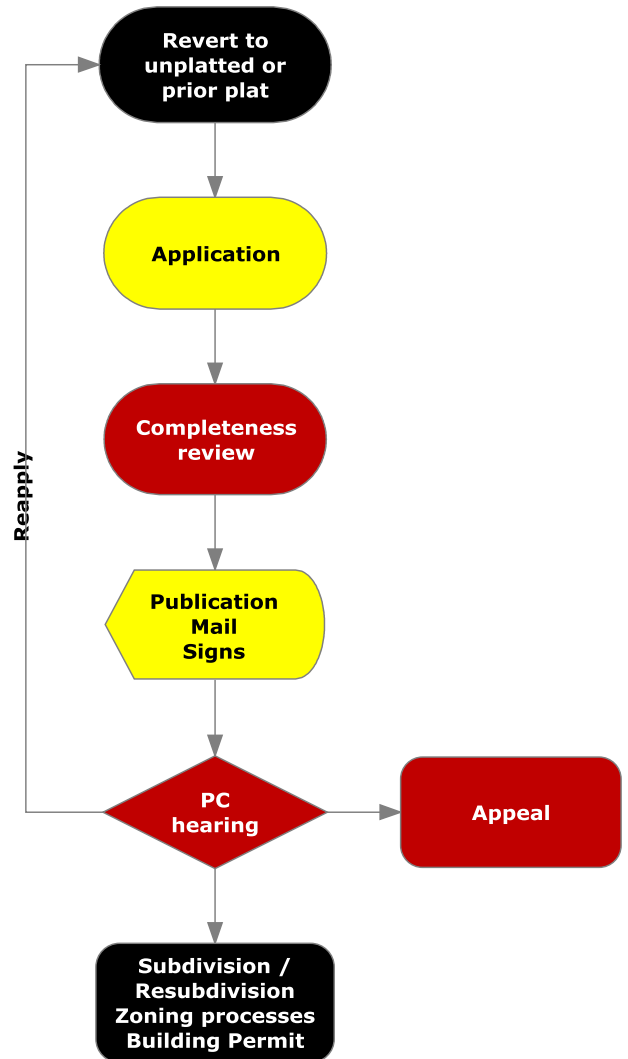 Revert to
unplatted or
prior plat
Application
Completeness
review
Reapply
Publication
Mail
Signs
PC
hearing
Appeal
Subdivision /
Resubdivision
Zoning processes
Building Permit